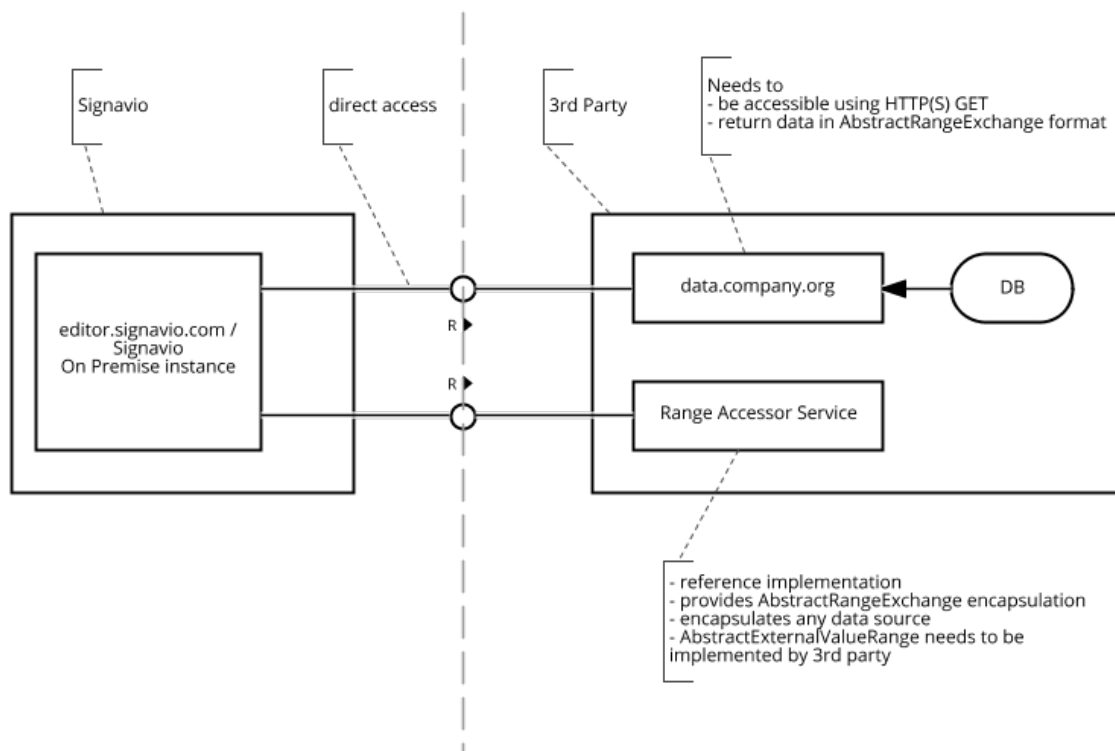 Signavio
direct access
3rd Party
Needs to
- be accessible using HTTP(S) GET
- return data in AbstractRangeExchange format
editor.signavio.com /
Signavio
On Premise instance
data.company.org
DB
R
R
Range Accessor Service
- reference implementation
- provides AbstractRangeExchange encapsulation
- encapsulates any data source
- AbstractExternalValueRange needs to be
implemented by 3rd party